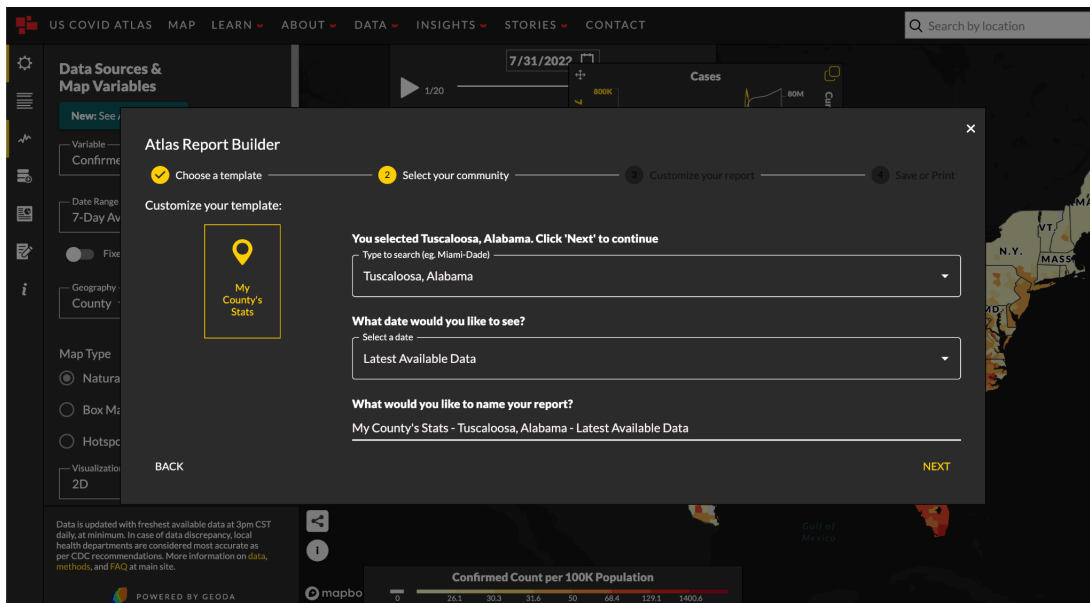 US COVID ATLAS MAP LEARN ABOUT DATA INSIGHTS STORIES CONTACT
Search by location
Data Sources &
Map Variables
New: See
Variable
Confirme
Date Range
7-Day Av
Fixe
Geography
County
Map Type
Natura
Box Ma
Hotspo
Visualization
2D
Data is updated with freshest available data at 3pm CST
daily, at minimum. In case of data discrepancy, local
health departments are considered most accurate as
per CDC recommendations. More information on data,
methods, and FAQ at main site.
POWERED BY GEODA
7/31/2022
1/20
Cases
800K
80M
Atlas Report Builder
Choose a template
2 Select your community
3 Customize your report
4 Save or Print
Customize your template:
My
County's
Stats
You selected Tuscaloosa, Alabama. Click 'Next' to continue
Type to search (eg. Miami-Dade)
Tuscaloosa, Alabama
What date would you like to see?
Select a date
Latest Available Data
What would you like to name your report?
My County's Stats - Tuscaloosa, Alabama - Latest Available Data
BACK
NEXT
VT.
N.Y.
MASS
MD.
Gulf of
Mexico
mapbo
Confirmed Count per 100K Population
0 26.1 30.3 31.6 50 68.4 129.1 1400.6